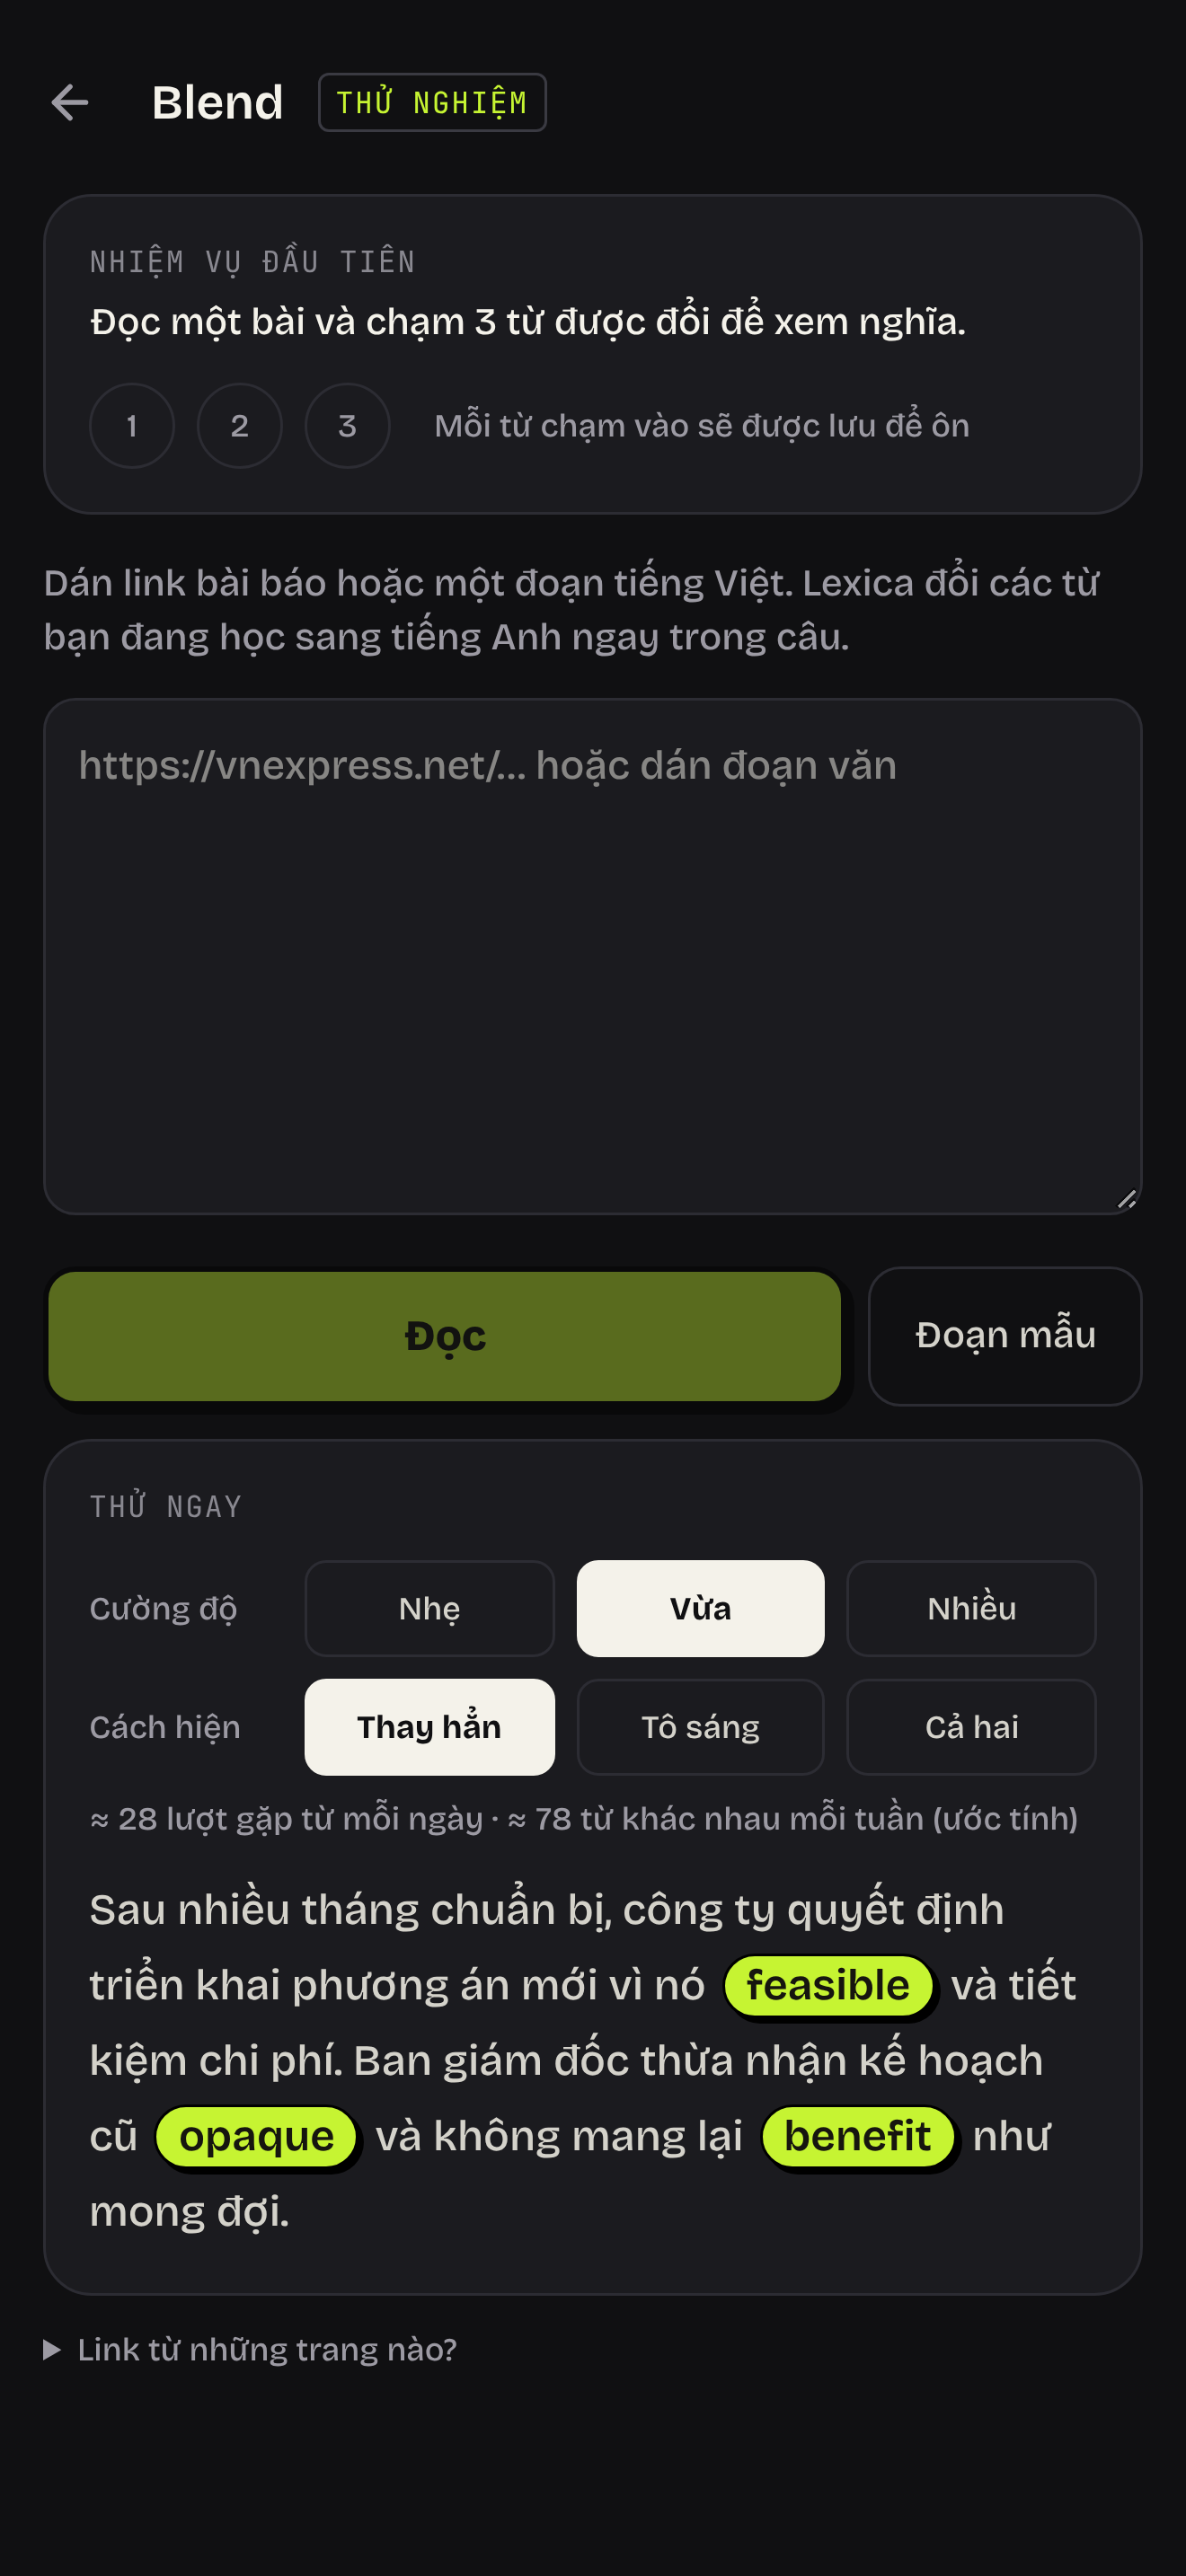 Blend THỬ NGHIỆM
NHIỆM VỤ ĐẦU TIÊN
Đọc một bài và chạm 3 từ được đổi để xem nghĩa.
1 2 3 Mỗi từ chạm vào sẽ được lưu để ôn
Dán link bài báo hoặc một đoạn tiếng Việt. Lexica đổi các từ
bạn đang học sang tiếng Anh ngay trong câu.
https://vnexpress.net/... hoặc dán đoạn văn
Đọc Đoạn mẫu
THỬ NGAY
Cường độ Nhẹ Vừa Nhiều
Cách hiện Thay hẳn Tô sáng Cả hai
≈ 28 lượt gặp từ mỗi ngày · ≈ 78 từ khác nhau mỗi tuần (ước tính)
Sau nhiều tháng chuẩn bị, công ty quyết định
triển khai phương án mới vì nó feasible và tiết
kiệm chi phí. Ban giám đốc thừa nhận kế hoạch
cũ opaque và không mang lại benefit như
mong đợi.
Link từ những trang nào?